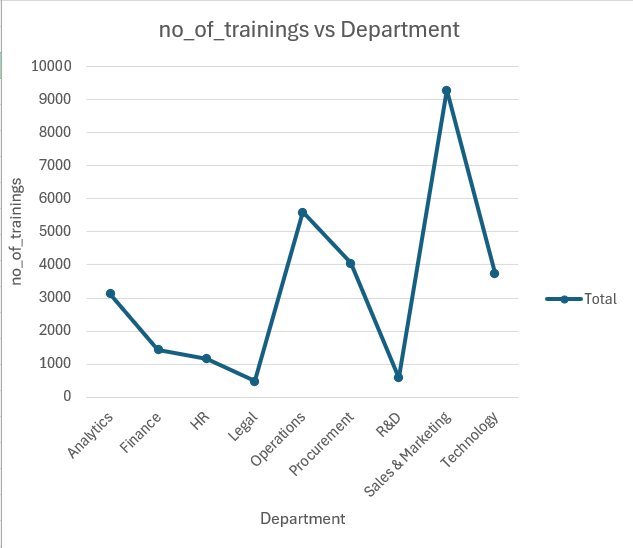 no_of_trainings vs Department
no_of_trainings
10000
9000
8000
7000
6000
5000
4000
3000
2000
1000
0
Analytics
Finance
HR
Legal
Operations
Procurement
R&D
Sales & Marketing
Technology
Department
Total